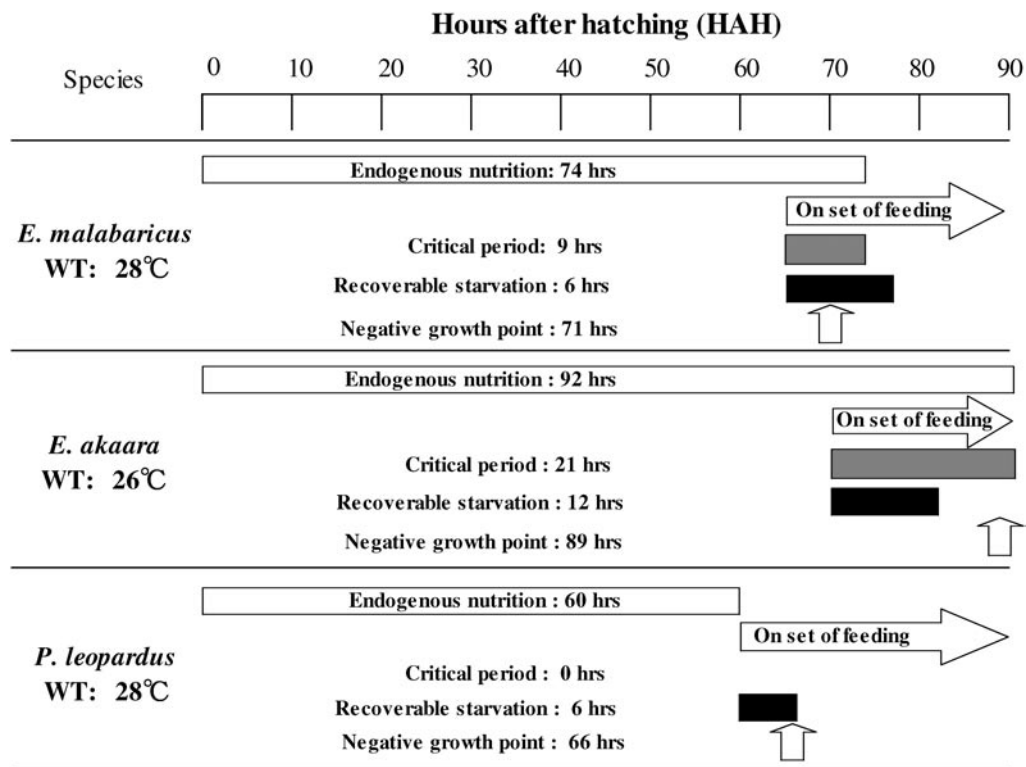 Hours after hatching (HAH)
Species
0 10 20 30 40 50 60 70 80 90
Endogenous nutrition: 74 hrs
On set of feeding
E. malabaricus
WT: 28℃
Critical period: 9 hrs
Recoverable starvation : 6 hrs
Negative growth point : 71 hrs
Endogenous nutrition : 92 hrs
On set of feeding
E. akaara
WT: 26℃
Critical period : 21 hrs
Recoverable starvation : 12 hrs
Negative growth point : 89 hrs
Endogenous nutrition : 60 hrs
On set of feeding
P. leopardus
WT: 28℃
Critical period : 0 hrs
Recoverable starvation : 6 hrs
Negative growth point : 66 hrs